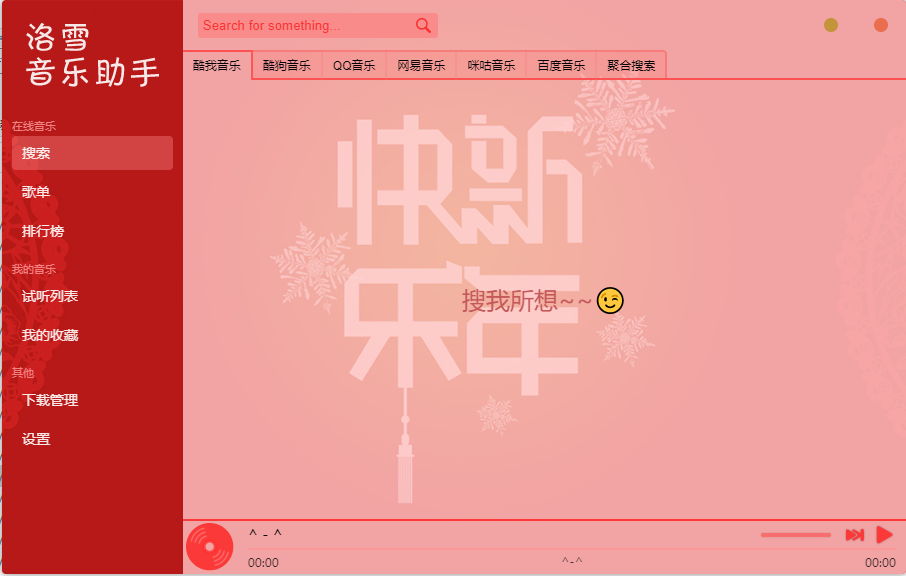 洛雪
音乐助手
Search for something...
酷我音乐 酷狗音乐 QQ音乐 网易音乐 咪咕音乐 百度音乐 聚合搜索
在线音乐
搜索
歌单
排行榜
我的音乐
试听列表
我的收藏
其他
下载管理
设置
快新
乐年
搜我所想~~😉
^ - ^
00:00 ^-^ 00:00